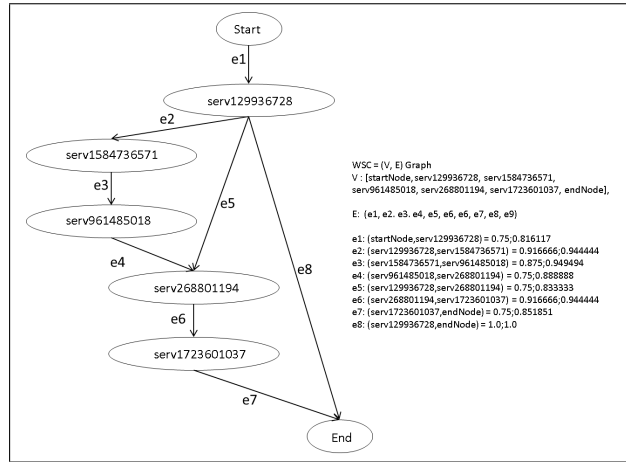 Start
e1
serv129936728
e2
serv1584736571
e3
serv961485018
e5
e4
e8
serv268801194
e6
serv1723601037
e7
End
WSC = (V, E) Graph
V : [startNode,serv129936728, serv1584736571,
serv961485018, serv268801194, serv1723601037, endNode],
E: (e1, e2. e3. e4, e5, e6, e6, e7, e8, e9)
e1: (startNode,serv129936728) = 0.75;0.816117
e2: (serv129936728,serv1584736571) = 0.916666;0.944444
e3: (serv1584736571,serv961485018) = 0.875;0.949494
e4: (serv961485018,serv268801194) = 0.75;0.888888
e5: (serv129936728,serv268801194) = 0.75;0.833333
e6: (serv268801194,serv1723601037) = 0.916666;0.944444
e7: (serv1723601037,endNode) = 0.75;0.851851
e8: (serv129936728,endNode) = 1.0;1.0